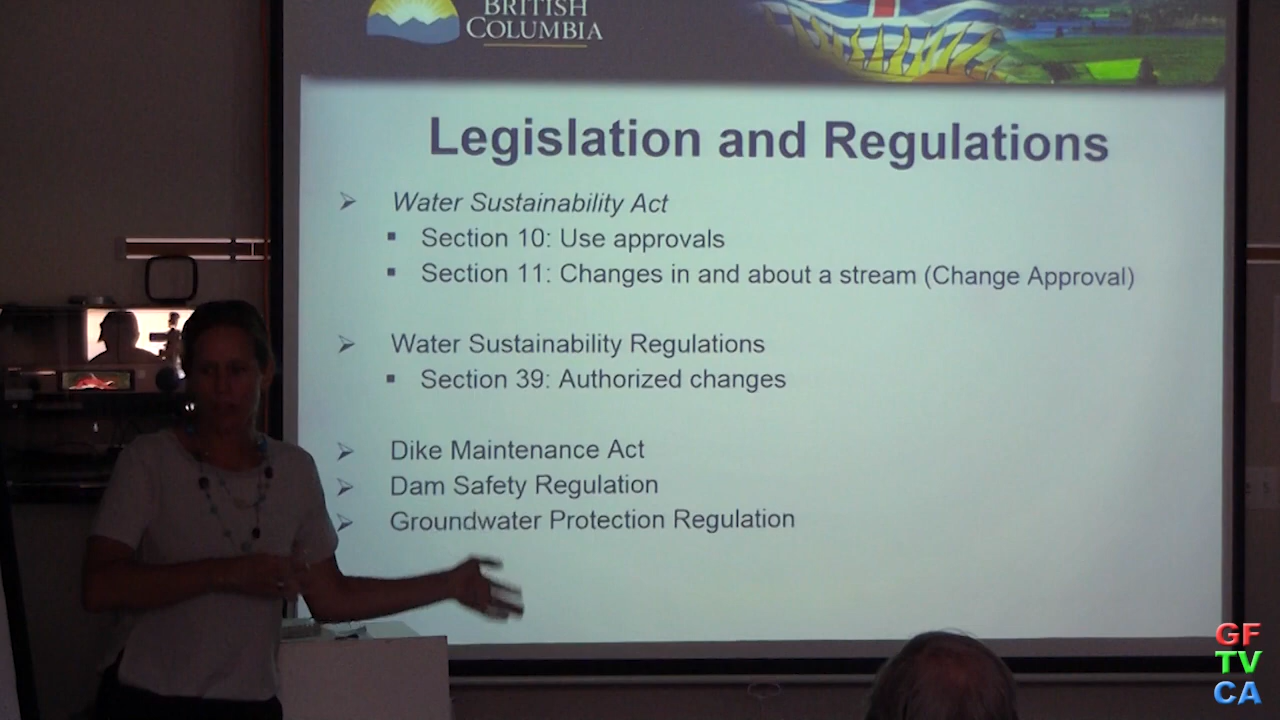 BRITISH
COLUMBIA
Legislation and Regulations
Water Sustainability Act
Section 10: Use approvals
Section 11: Changes in and about a stream (Change Approval)
Water Sustainability Regulations
Section 39: Authorized changes
Dike Maintenance Act
Dam Safety Regulation
Groundwater Protection Regulation
GF
TV
CA